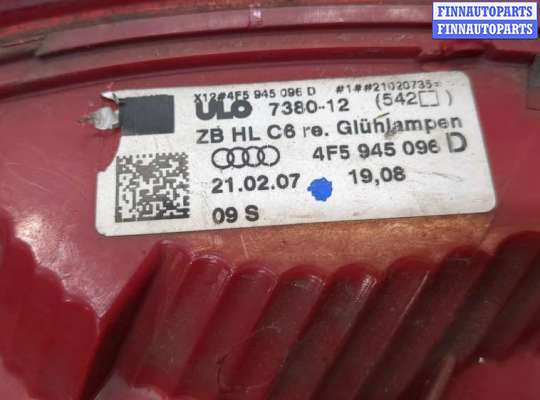 FINNAUTOPARTS
FINNAUTOPARTS
FINNAUTOPARTS
X12#4F5 945 096 D #1##21020735=
ULO 7380-12 (542□)
ZB HL C6 re. Glühlampen
4F5 945 096 D
21.02.07 19,08
09 S